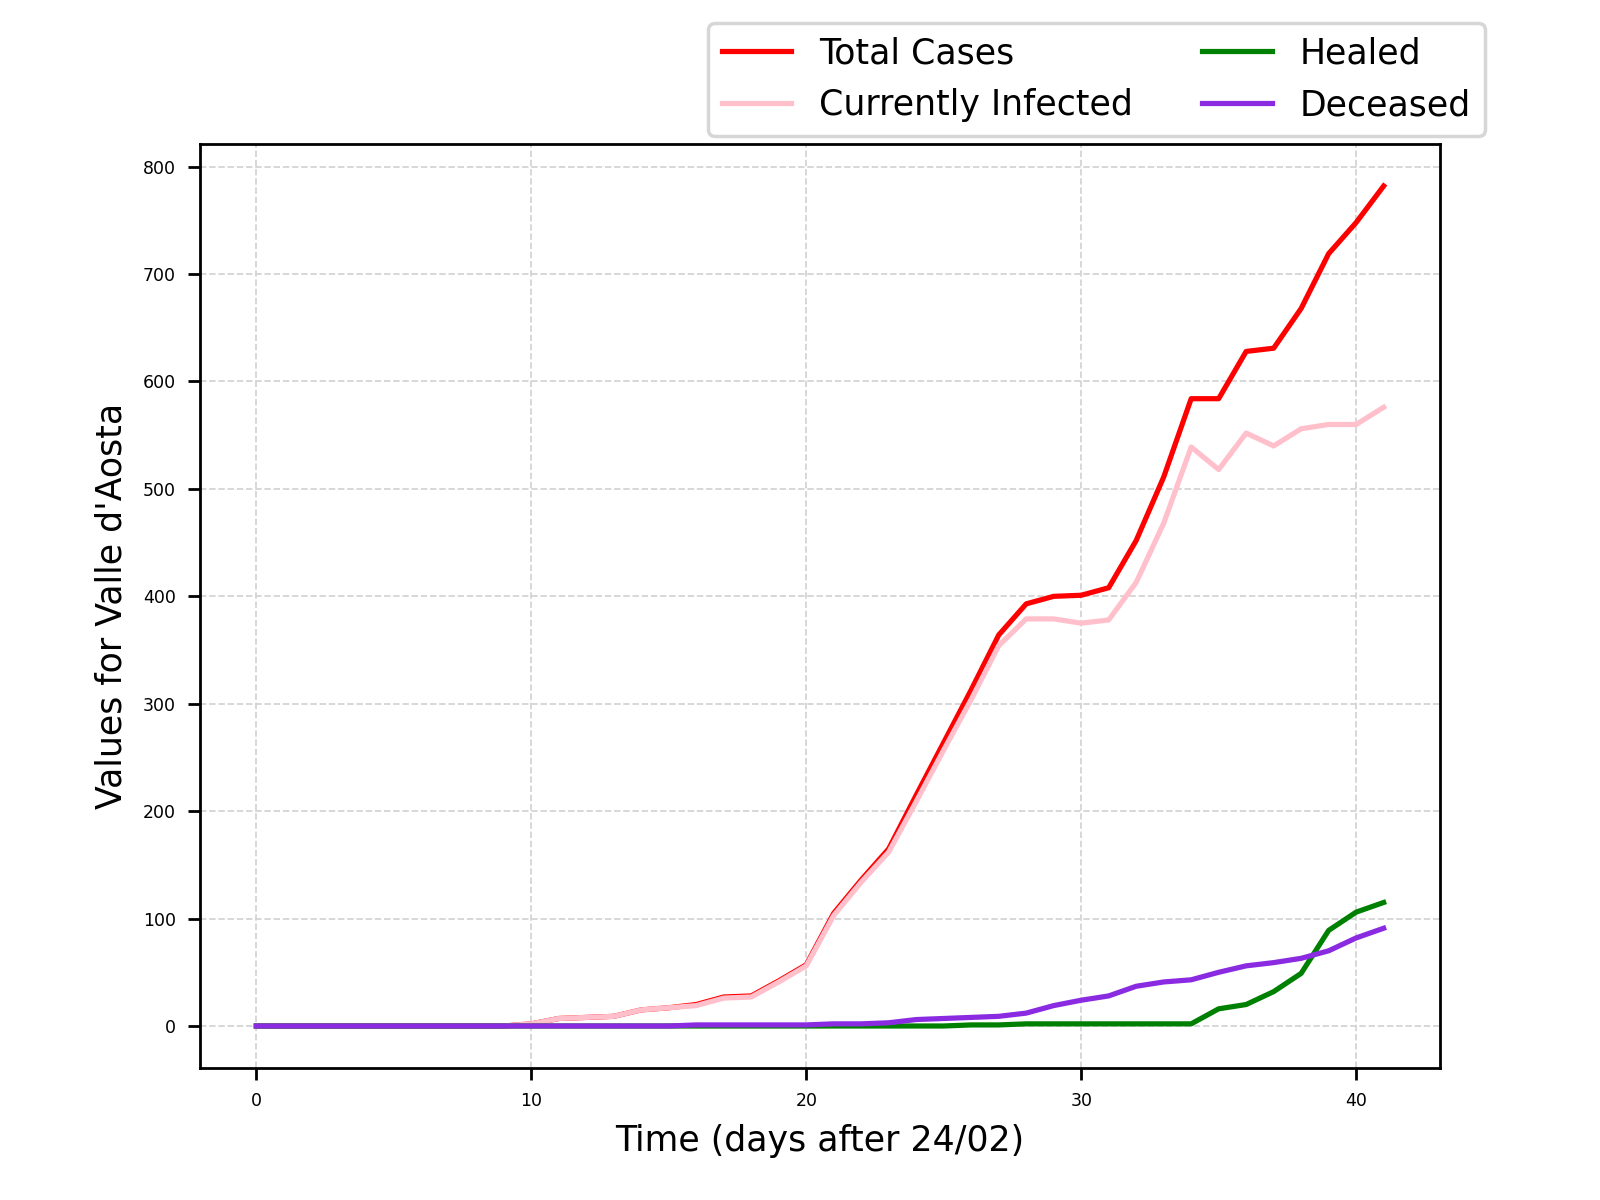 Total Cases
Currently Infected
Healed
Deceased
800
700
600
500
400
300
200
100
0
Values for Valle d'Aosta
0 10 20 30 40
Time (days after 24/02)